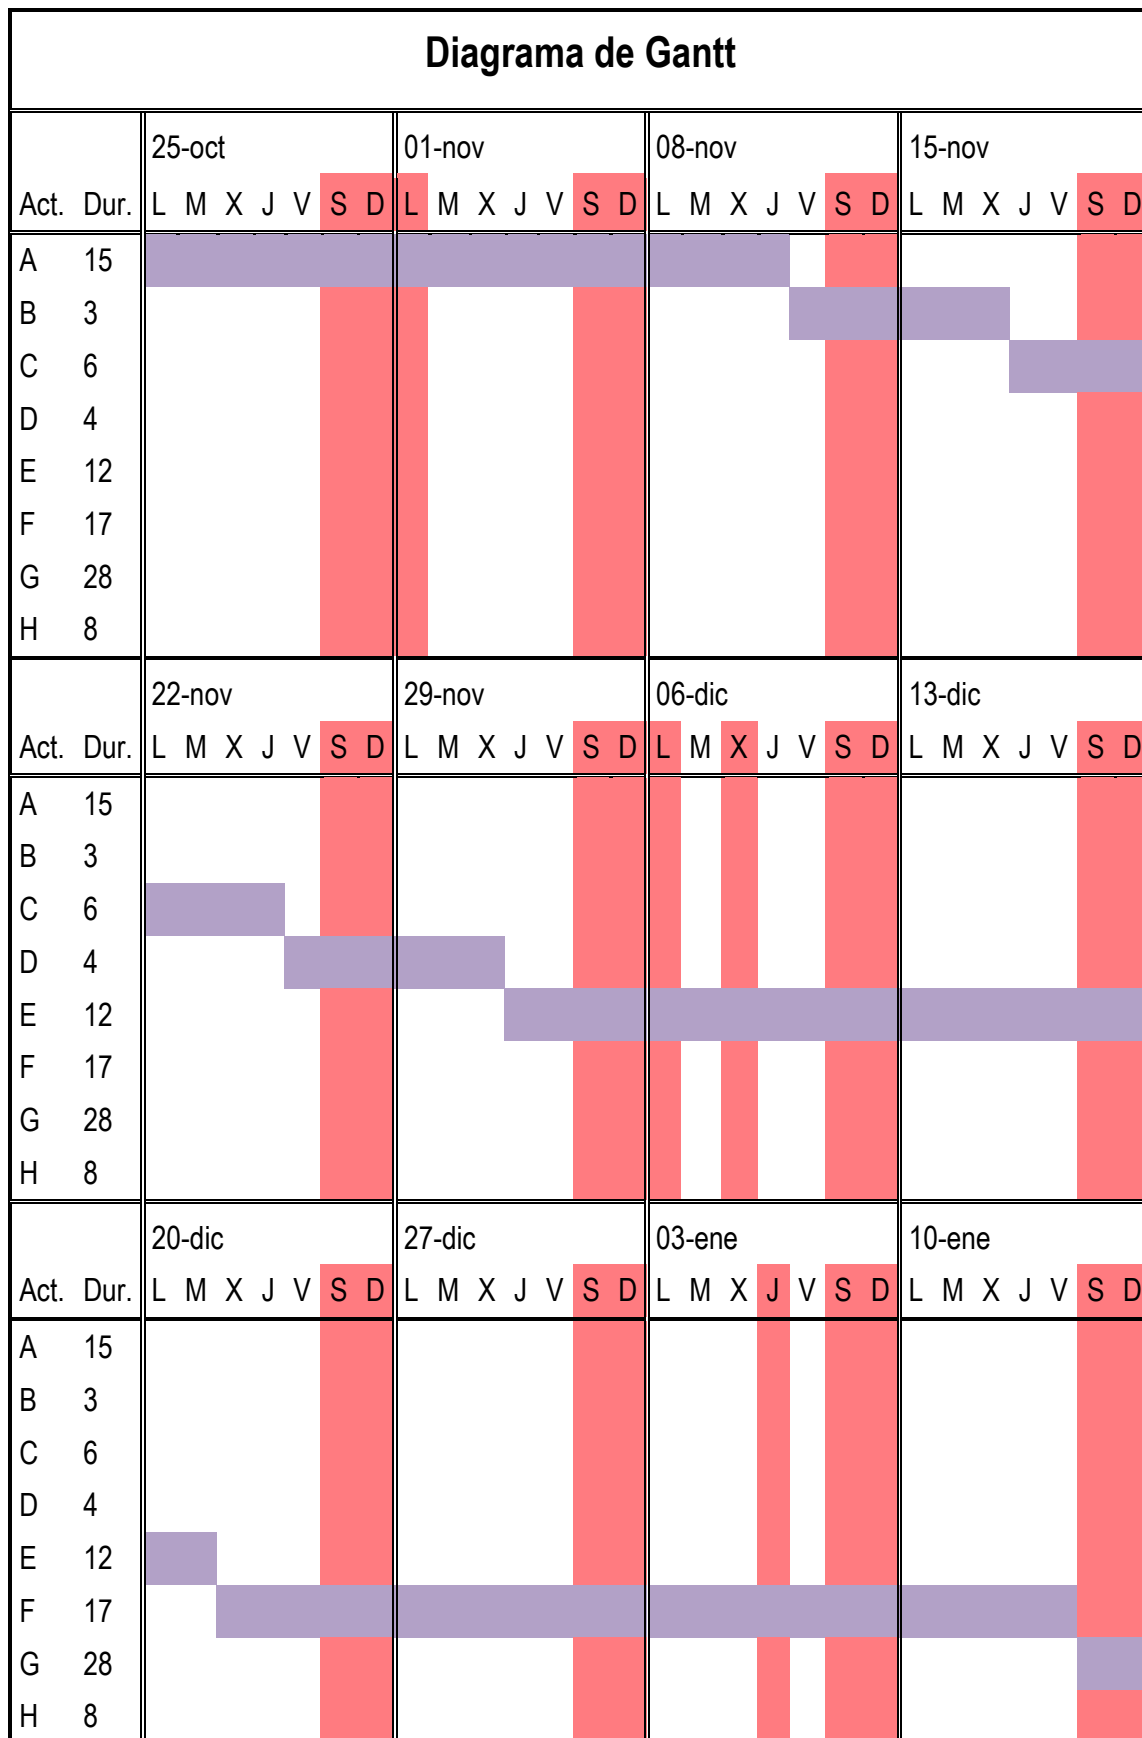 Diagrama de Gantt
25-oct 01-nov 08-nov 15-nov
Act. Dur. L M X J V S D L M X J V S D L M X J V S D L M X J V S D
A 15
B 3
C 6
D 4
E 12
F 17
G 28
H 8
22-nov 29-nov 06-dic 13-dic
Act. Dur. L M X J V S D L M X J V S D L M X J V S D L M X J V S D
A 15
B 3
C 6
D 4
E 12
F 17
G 28
H 8
20-dic 27-dic 03-ene 10-ene
Act. Dur. L M X J V S D L M X J V S D L M X J V S D L M X J V S D
A 15
B 3
C 6
D 4
E 12
F 17
G 28
H 8